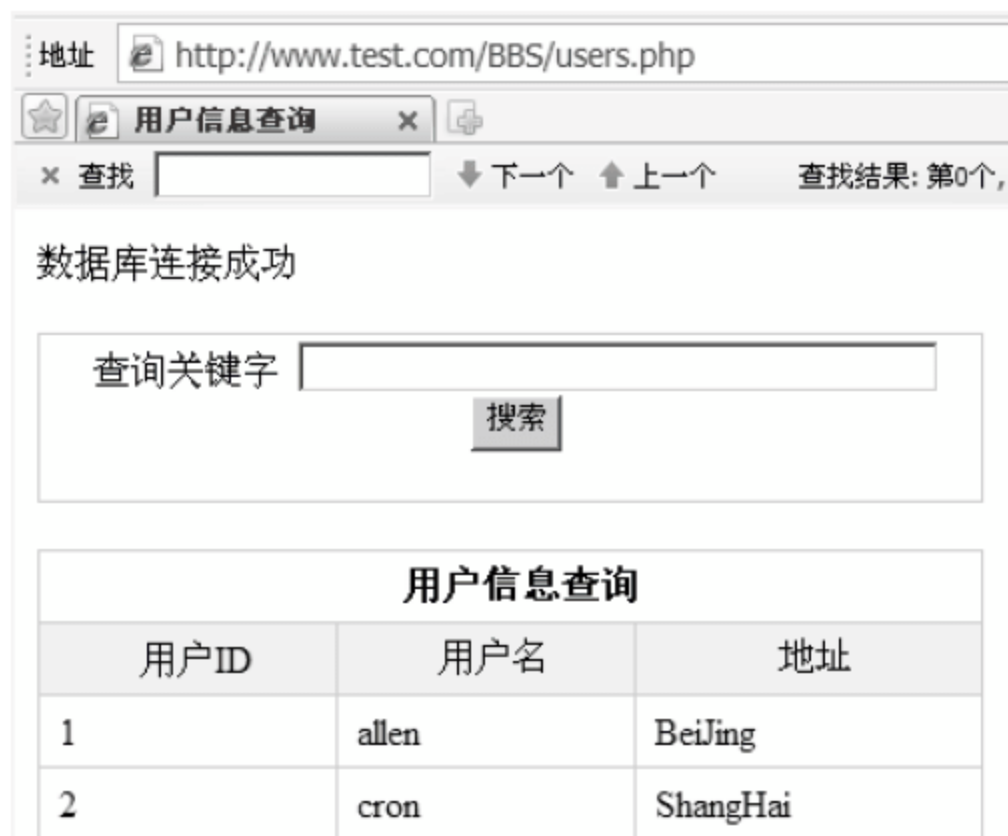 地址 http://www.test.com/BBS/users.php
用户信息查询
查找 下一个 上一个 查找结果: 第0个,
数据库连接成功
查询关键字
搜索
用户信息查询
用户ID 用户名 地址
1 allen BeiJing
2 cron ShangHai